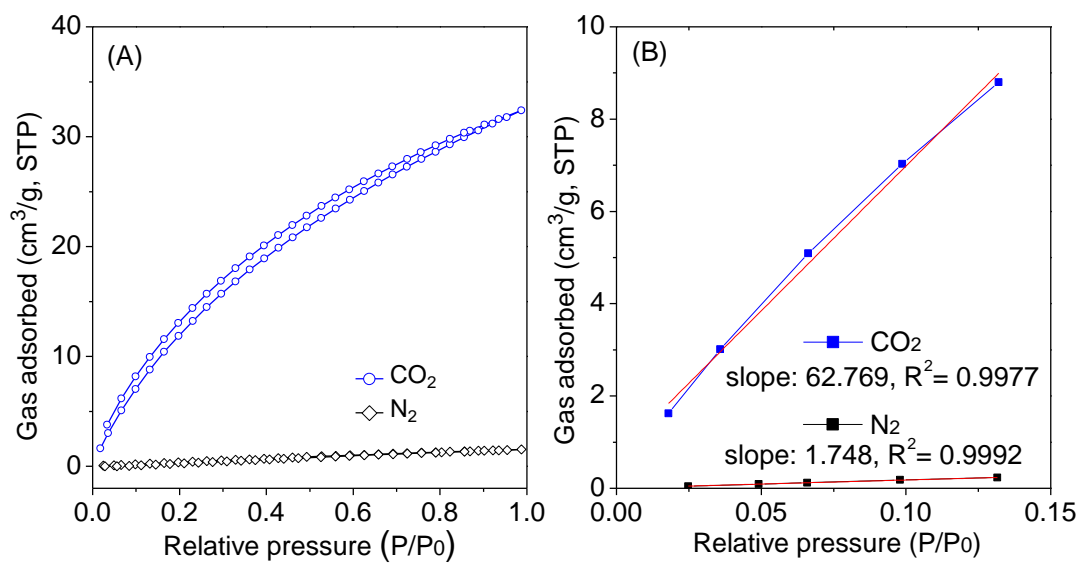 (A)
40
30
20
10
0
Gas adsorbed (cm³/g, STP)
CO₂
N₂
0.0 0.2 0.4 0.6 0.8 1.0
Relative pressure (P/P0)
(B)
10
8
6
4
2
0
Gas adsorbed (cm³/g, STP)
CO2
slope: 62.769, R²= 0.9977
N2
slope: 1.748, R²= 0.9992
0.00 0.05 0.10 0.15
Relative pressure (P/P0)